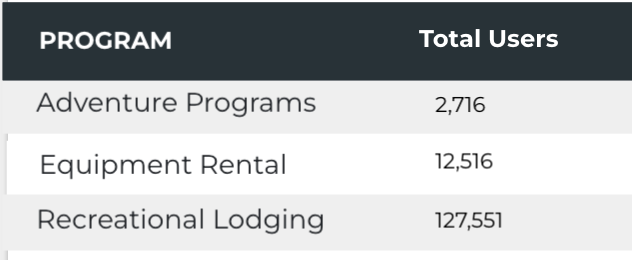 PROGRAM Total Users
Adventure Programs 2,716
Equipment Rental 12,516
Recreational Lodging 127,551